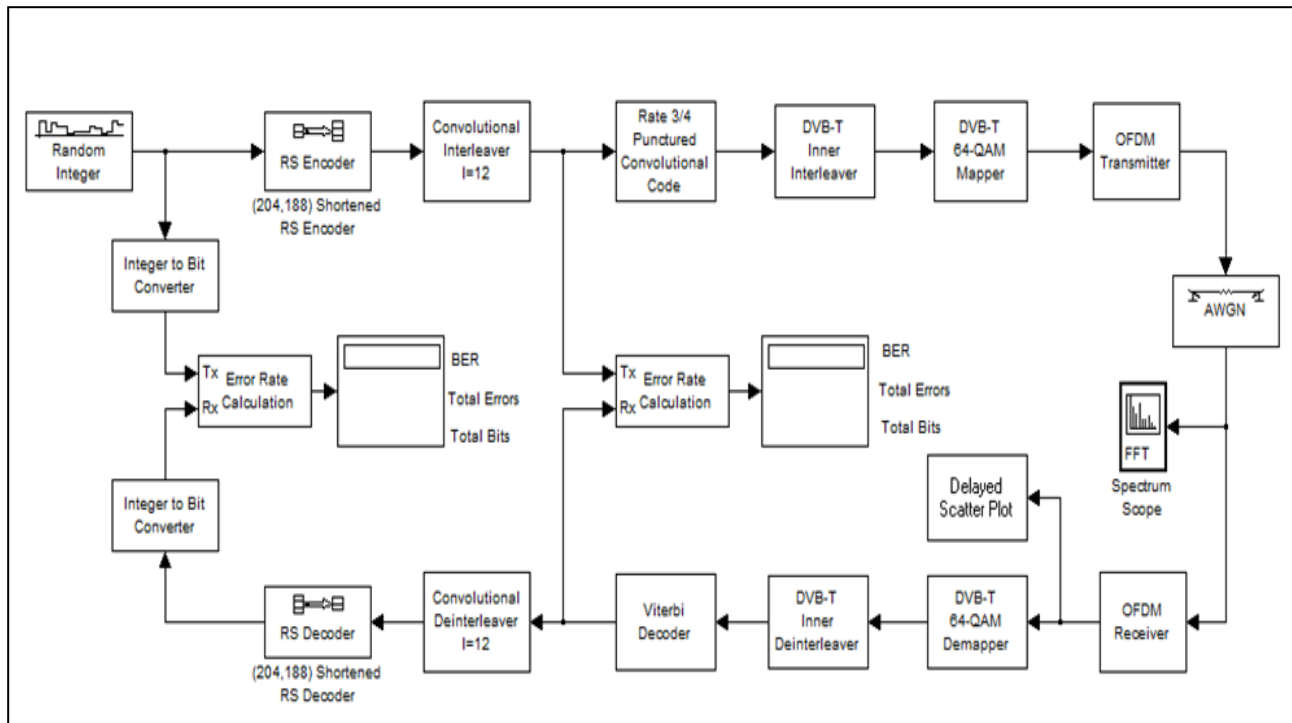 Random
Integer
RS Encoder
(204,188) Shortened
RS Encoder
Convolutional
Interleaver
I=12
Rate 3/4
Punctured
Convolutional
Code
DVB-T
Inner
Interleaver
DVB-T
64-QAM
Mapper
OFDM
Transmitter
Integer to Bit
Converter
AWGN
Tx
Rx
Error Rate
Calculation
BER
Total Errors
Total Bits
Tx
Rx
Error Rate
Calculation
BER
Total Errors
Total Bits
FFT
Spectrum
Scope
Delayed
Scatter Plot
Integer to Bit
Converter
RS Decoder
(204,188) Shortened
RS Decoder
Convolutional
Deinterleaver
I=12
Viterbi
Decoder
DVB-T
Inner
Deinterleaver
DVB-T
64-QAM
Demapper
OFDM
Receiver